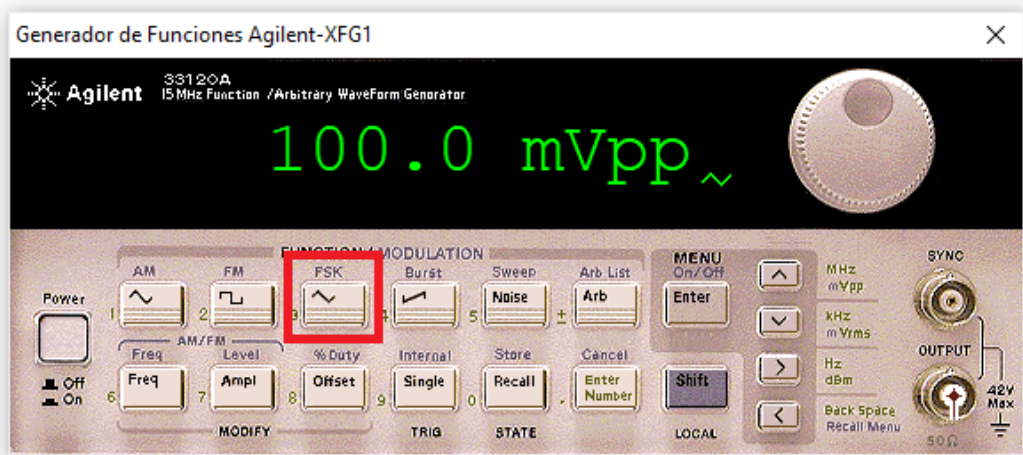 Generador de Funciones Agilent-XFG1
Agilent 33120A
15 MHz Function /Arbitrary WaveForm Generator
100.0 mVpp
FUNCTION / MODULATION
AM FM FSK Burst Sweep Arb List
MENU
On/Off
Power
1 2 3 4 5 Noise ± Arb Enter
AM/FM
Freq Level % Duty Internal Store Cancel
6 Freq 7 Ampl 8 Offset 9 Single 0 Recall . Enter Number Shift
Off
On
MODIFY TRIG STATE LOCAL
MHz
mVpp
kHz
mVrms
Hz
dBm
Back Space
Recall Menu
SYNC
OUTPUT
42V
Max
50Ω